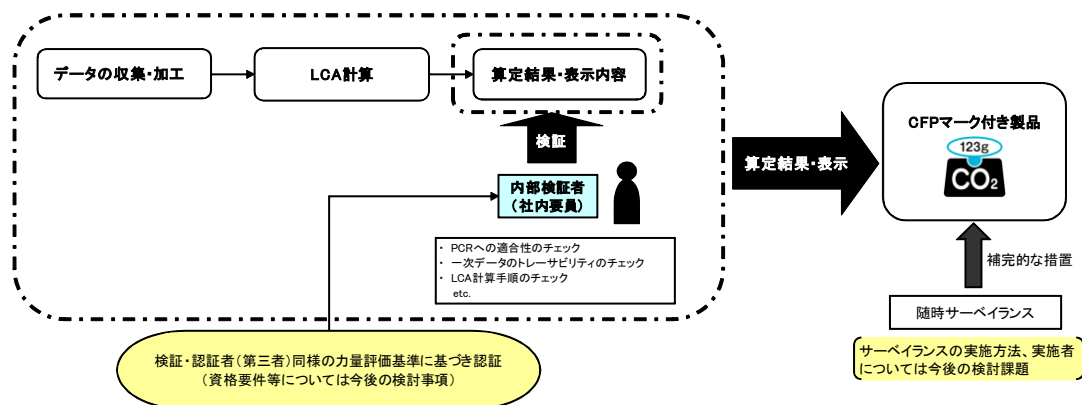 データの収集・加工
LCA計算
算定結果・表示内容
検証
内部検証者
(社内要員)
・ PCRへの適合性のチェック
・ 一次データのトレーサビリティのチェック
・ LCA計算手順のチェック
etc.
検証・認証者(第三者)同様の力量評価基準に基づき認証
(資格要件等については今後の検討事項)
算定結果・表示
CFPマーク付き製品
123g
CO2
補完的な措置
随時サーベイランス
サーベイランスの実施方法、実施者
については今後の検討課題